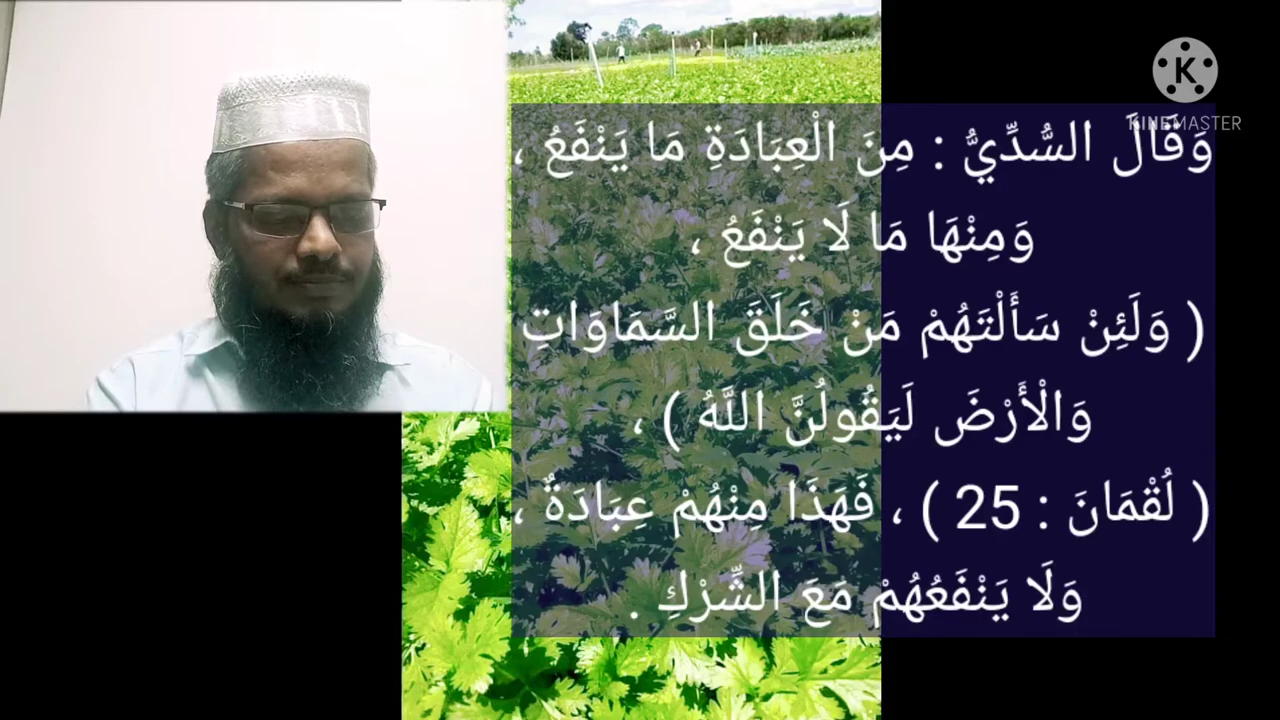 K
KINEMASTER
وَقَالَ السُّدِّيُّ : مِنَ الْعِبَادَةِ مَا يَنْفَعُ ،
وَمِنْهَا مَا لَا يَنْفَعُ ،
( وَلَئِنْ سَأَلْتَهُمْ مَنْ خَلَقَ السَّمَاوَاتِ
وَالْأَرْضَ لَيَقُولُنَّ اللَّهُ ) ،
( لُقْمَانَ : 25 ) ، فَهَذَا مِنْهُمْ عِبَادَةٌ ،
وَلَا يَنْفَعُهُمْ مَعَ الشِّرْكِ .